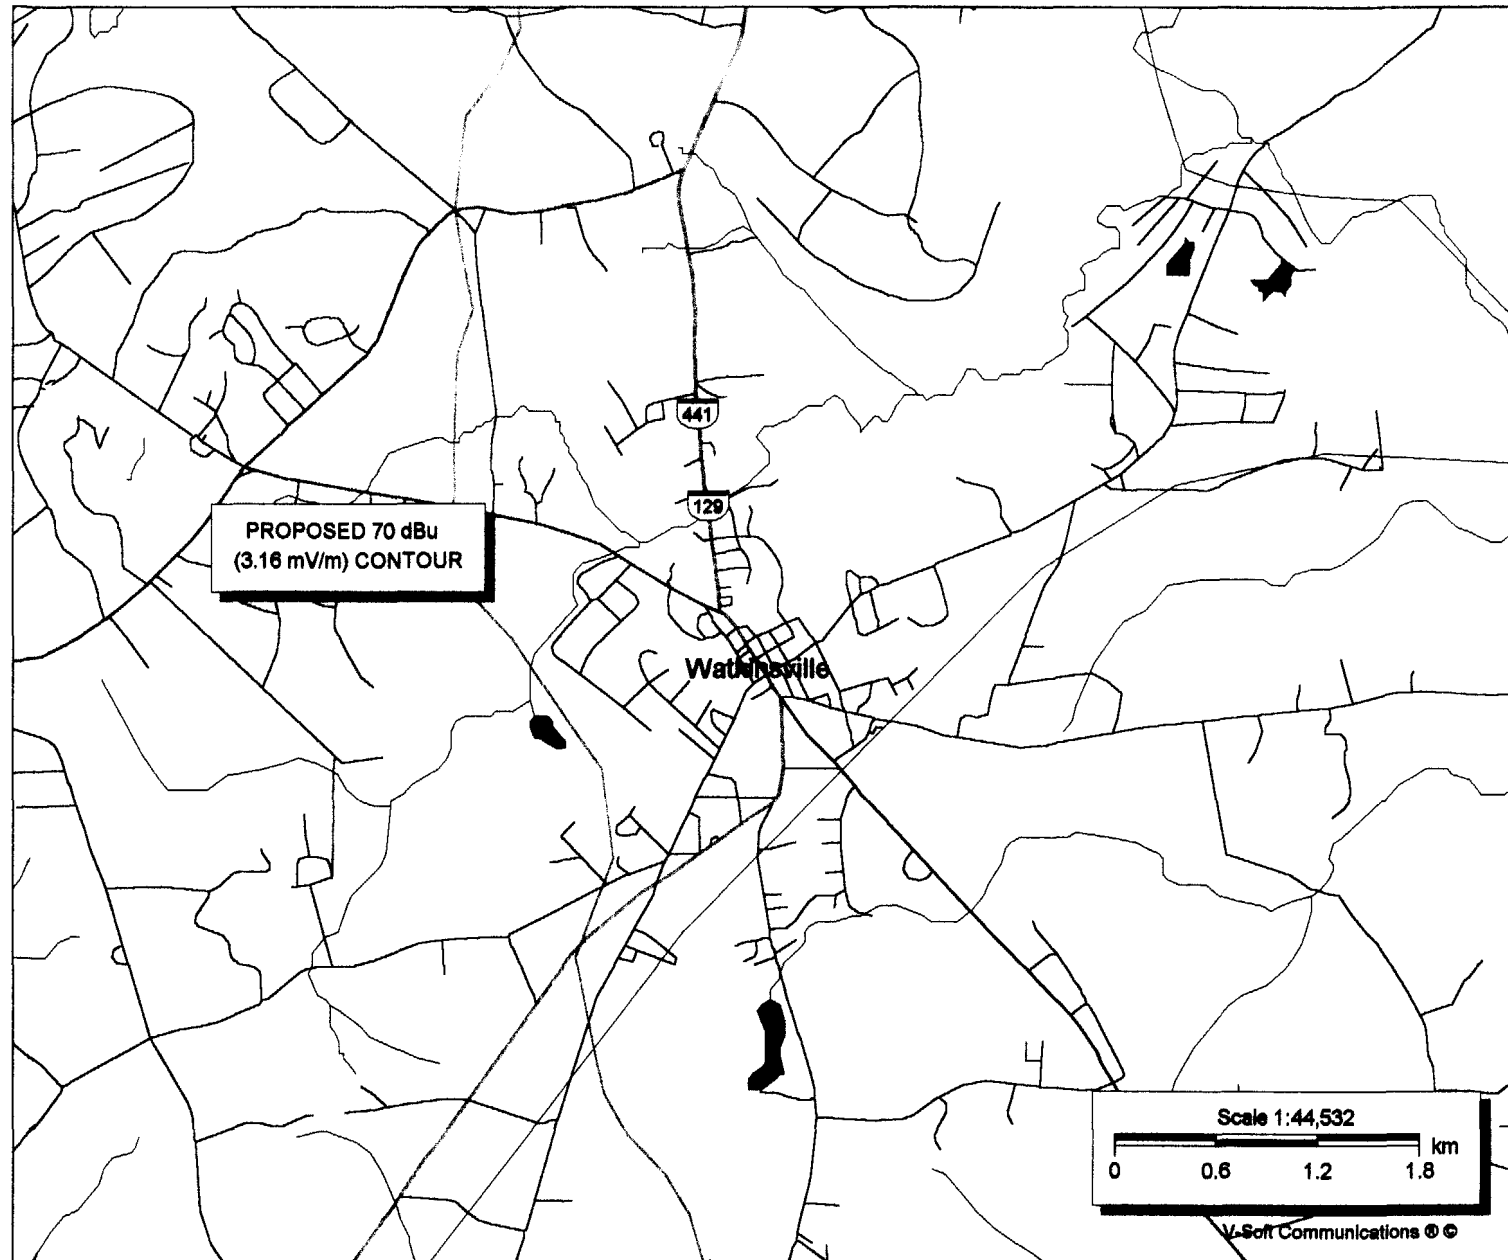 441
129
PROPOSED 70 dBu
(3.16 mV/m) CONTOUR
Watkinsville
Scale 1:44,532
km
0 0.6 1.2 1.8
V-Soft Communications ® ©